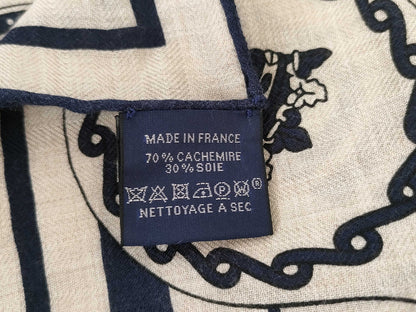 MADE IN FRANCE
70% CACHEMIRE
30% SOIE
®
NETTOYAGE A SEC